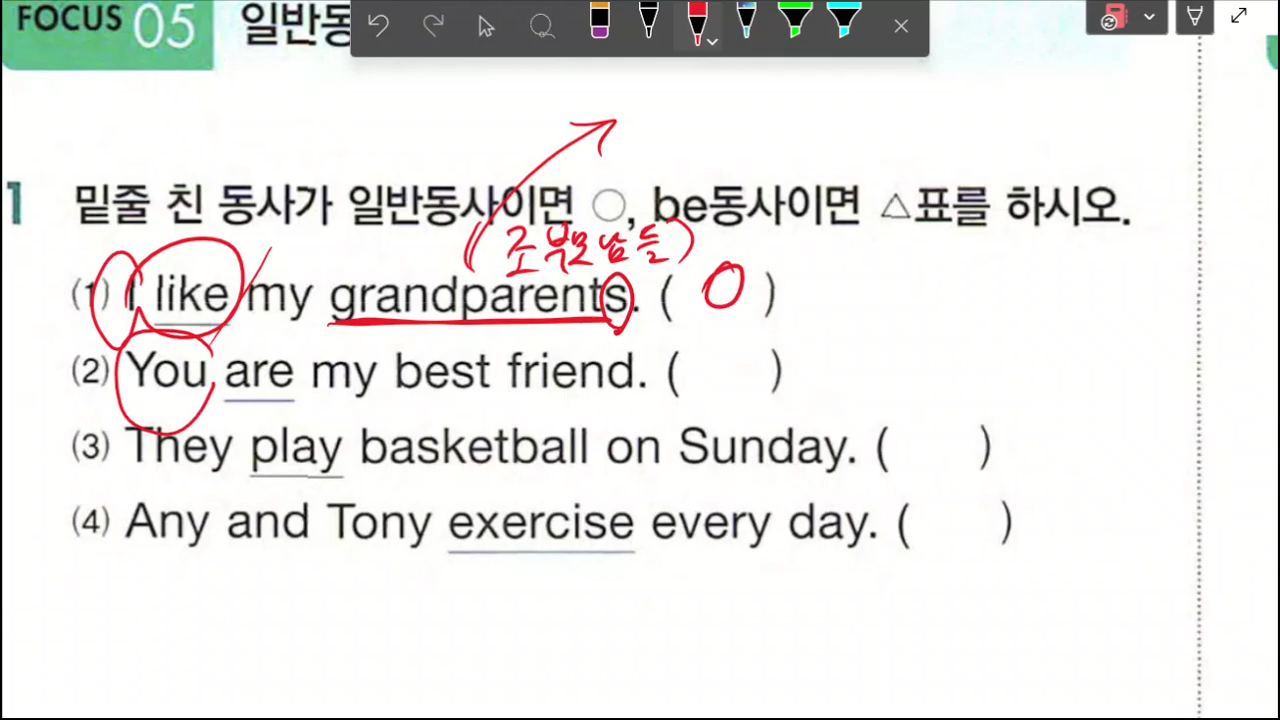 FOCUS 05 일반동
1 밑줄 친 동사가 일반동사이면 ○, be동사이면 △표를 하시오.
(조부모님들)
(1) I like my grandparents. ( O )
(2) You are my best friend. ( )
(3) They play basketball on Sunday. ( )
(4) Any and Tony exercise every day. ( )